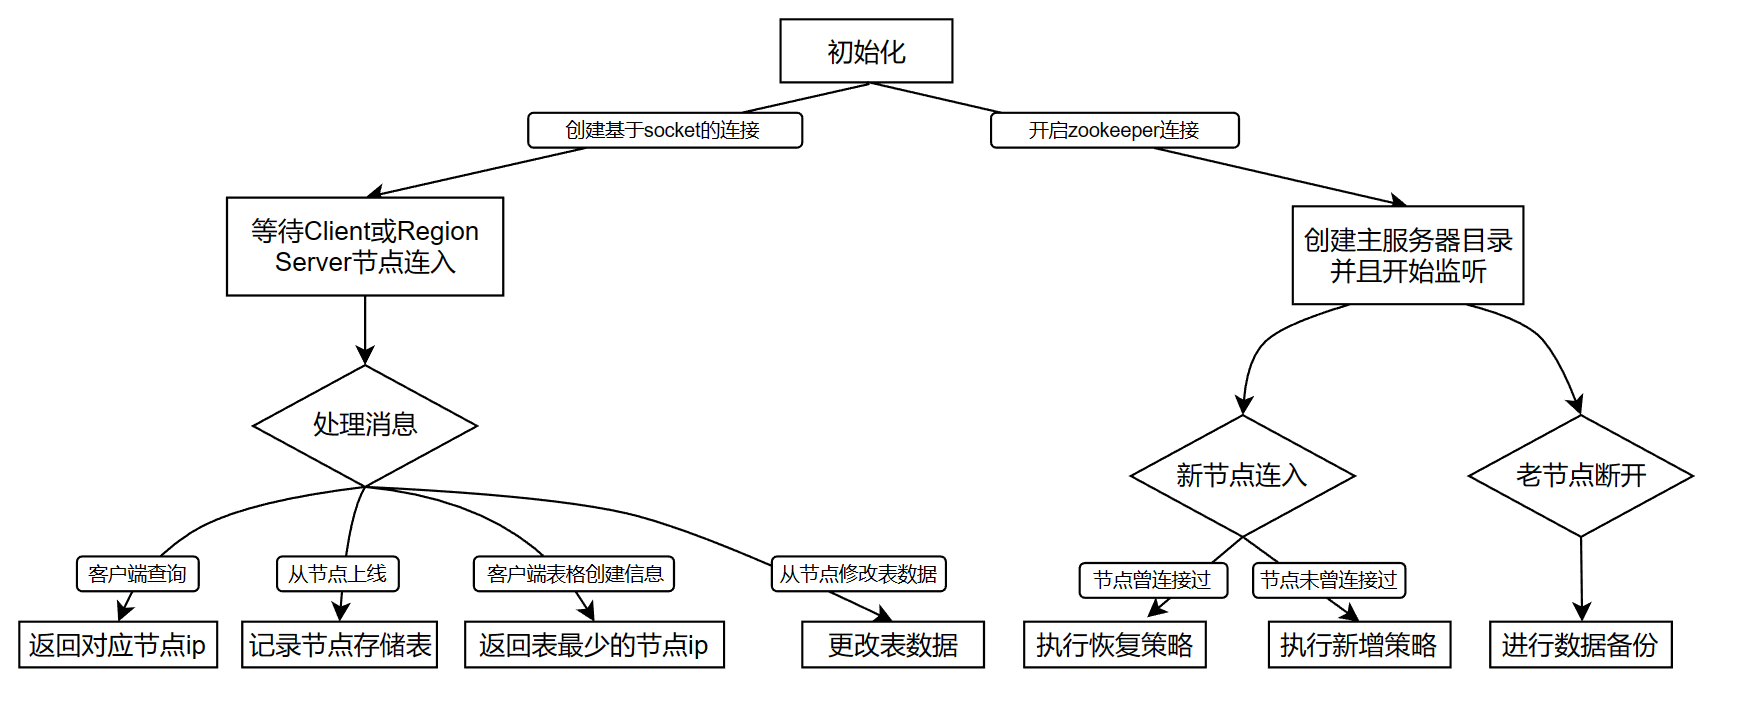 初始化
创建基于socket的连接
开启zookeeper连接
等待Client或Region
Server节点连入
创建主服务器目录
并且开始监听
处理消息
新节点连入
老节点断开
客户端查询
从节点上线
客户端表格创建信息
从节点修改表数据
节点曾连接过
节点未曾连接过
返回对应节点ip
记录节点存储表
返回表最少的节点ip
更改表数据
执行恢复策略
执行新增策略
进行数据备份